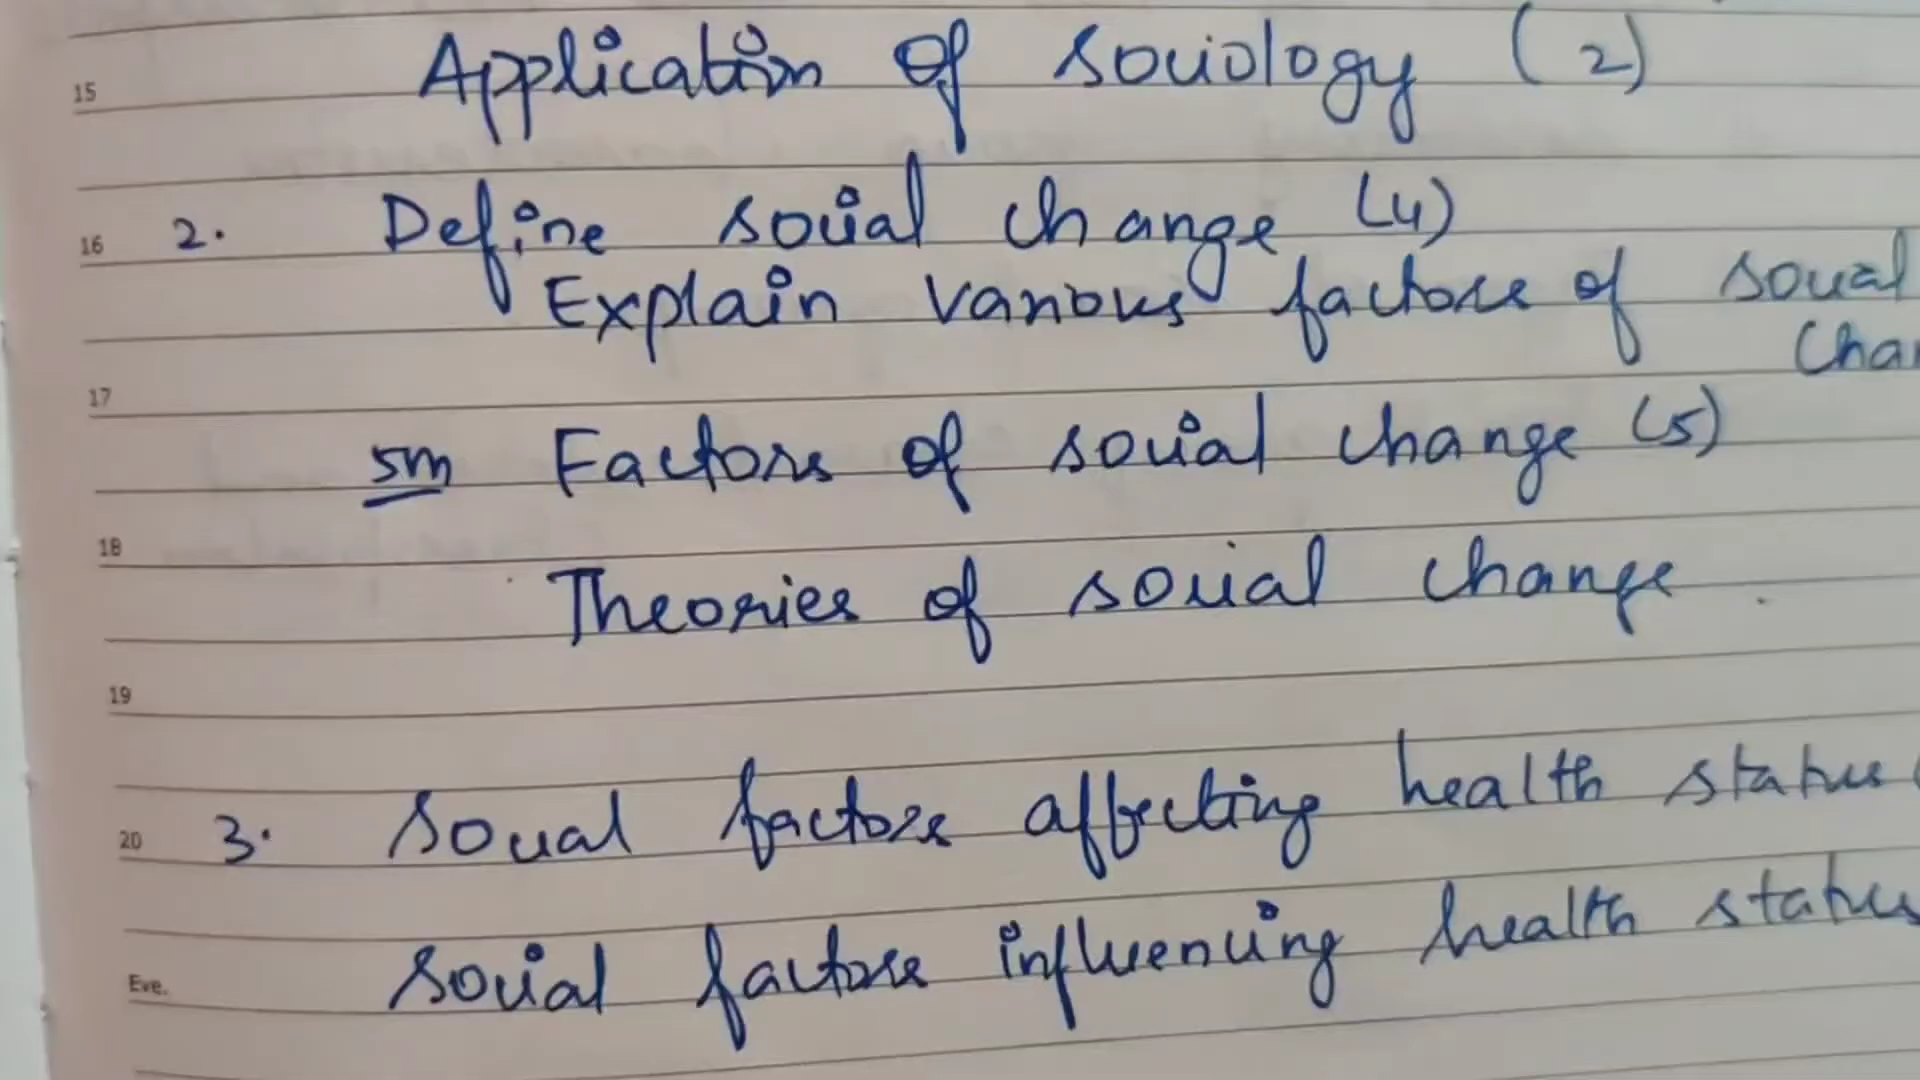 Application of sociology (2)
15
16 2. Define social change (4)
Explain various factors of social
Chan
17
5m Factors of social change (5)
18
Theories of social change
19
20 3. Social factors affecting health status (
Social factors influencing health status
Eve.